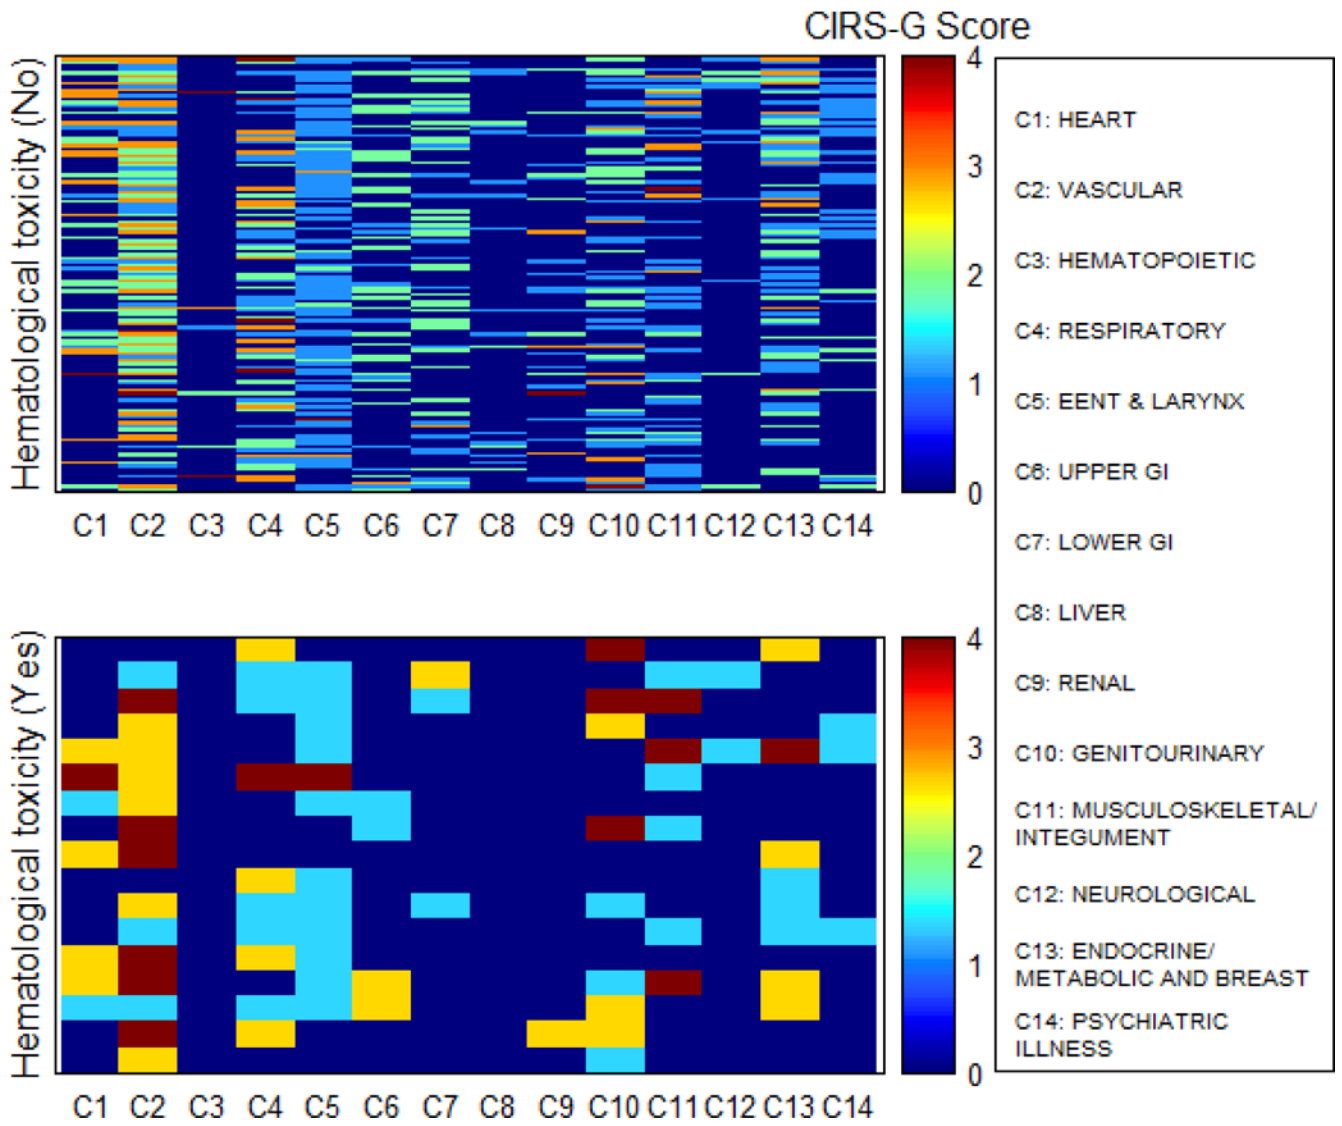 CIRS-G Score
Hematological toxicity (No)
4
3
2
1
0
C1 C2 C3 C4 C5 C6 C7 C8 C9 C10 C11 C12 C13 C14
Hematological toxicity (Yes)
4
3
2
1
0
C1 C2 C3 C4 C5 C6 C7 C8 C9 C10 C11 C12 C13 C14
C1: HEART
C2: VASCULAR
C3: HEMATOPOIETIC
C4: RESPIRATORY
C5: EENT & LARYNX
C6: UPPER GI
C7: LOWER GI
C8: LIVER
C9: RENAL
C10: GENITOURINARY
C11: MUSCULOSKELETAL/
INTEGUMENT
C12: NEUROLOGICAL
C13: ENDOCRINE/
METABOLIC AND BREAST
C14: PSYCHIATRIC
ILLNESS